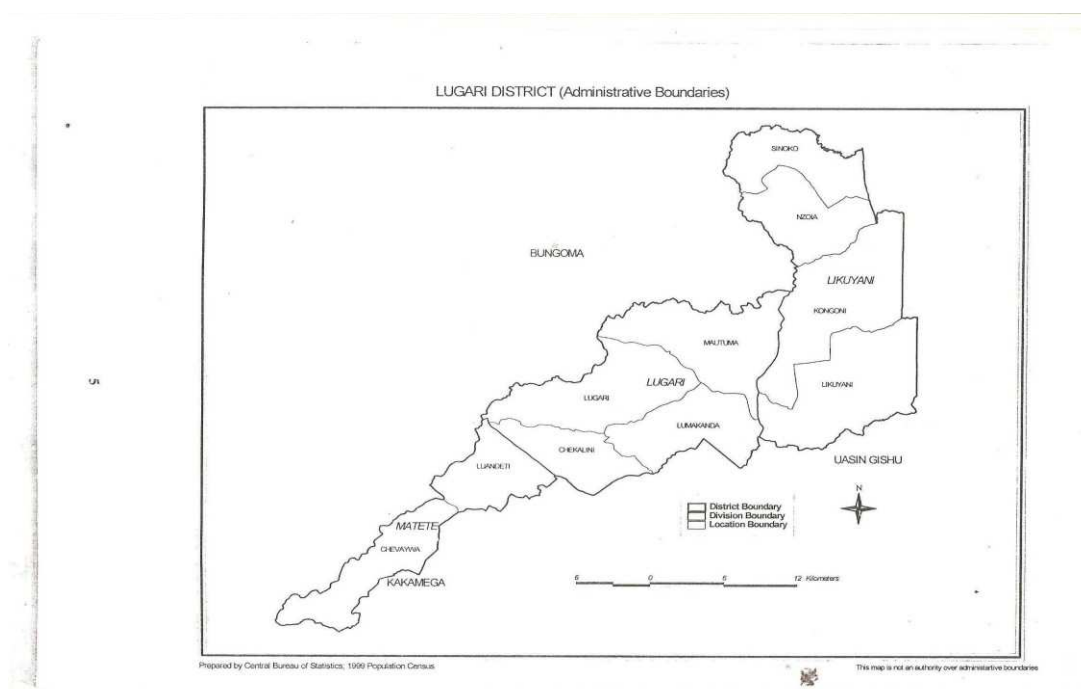 LUGARI DISTRICT (Administrative Boundaries)
SINOKO
NZOIA
BUNGOMA
LIKUYANI
KONGONI
MAUTUMA
LUGARI
LIKUYANI
LUGARI
LUMAKANDA
CHEKALINI
UASIN GISHU
LUANDETI
N
District Boundary
Division Boundary
Location Boundary
MATETE
CHEVAYWA
KAKAMEGA
6 0 6 12 Kilometers
Prepared by Central Bureau of Statistics; 1999 Population Census
This map is not an authority over administrative boundaries
5